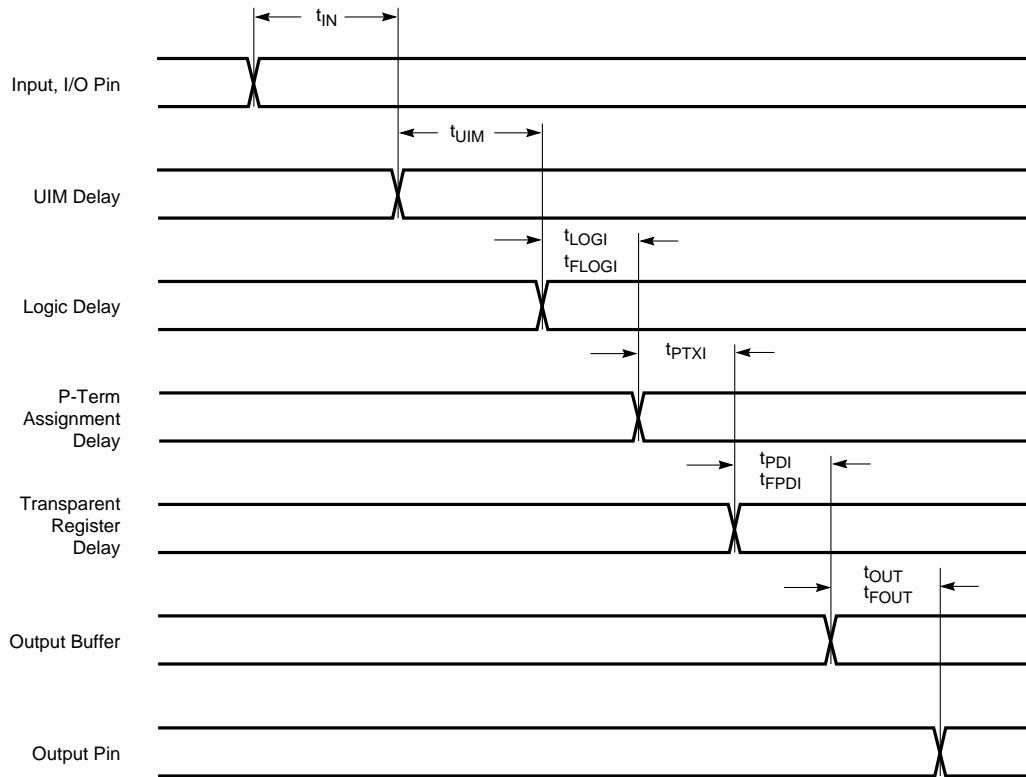 tIN
Input, I/O Pin
tUIM
UIM Delay
tLOGI
tFLOGI
Logic Delay
tPTXI
P-Term
Assignment
Delay
tPDI
tFPDI
Transparent
Register
Delay
tOUT
tFOUT
Output Buffer
Output Pin